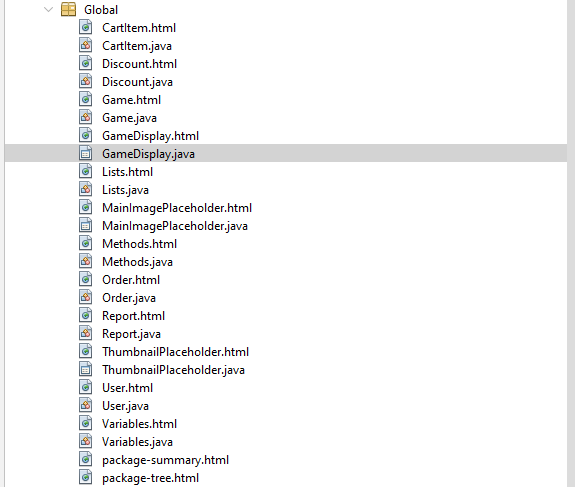 Global
CartItem.html
CartItem.java
Discount.html
Discount.java
Game.html
Game.java
GameDisplay.html
GameDisplay.java
Lists.html
Lists.java
MainImagePlaceholder.html
MainImagePlaceholder.java
Methods.html
Methods.java
Order.html
Order.java
Report.html
Report.java
ThumbnailPlaceholder.html
ThumbnailPlaceholder.java
User.html
User.java
Variables.html
Variables.java
package-summary.html
package-tree.html